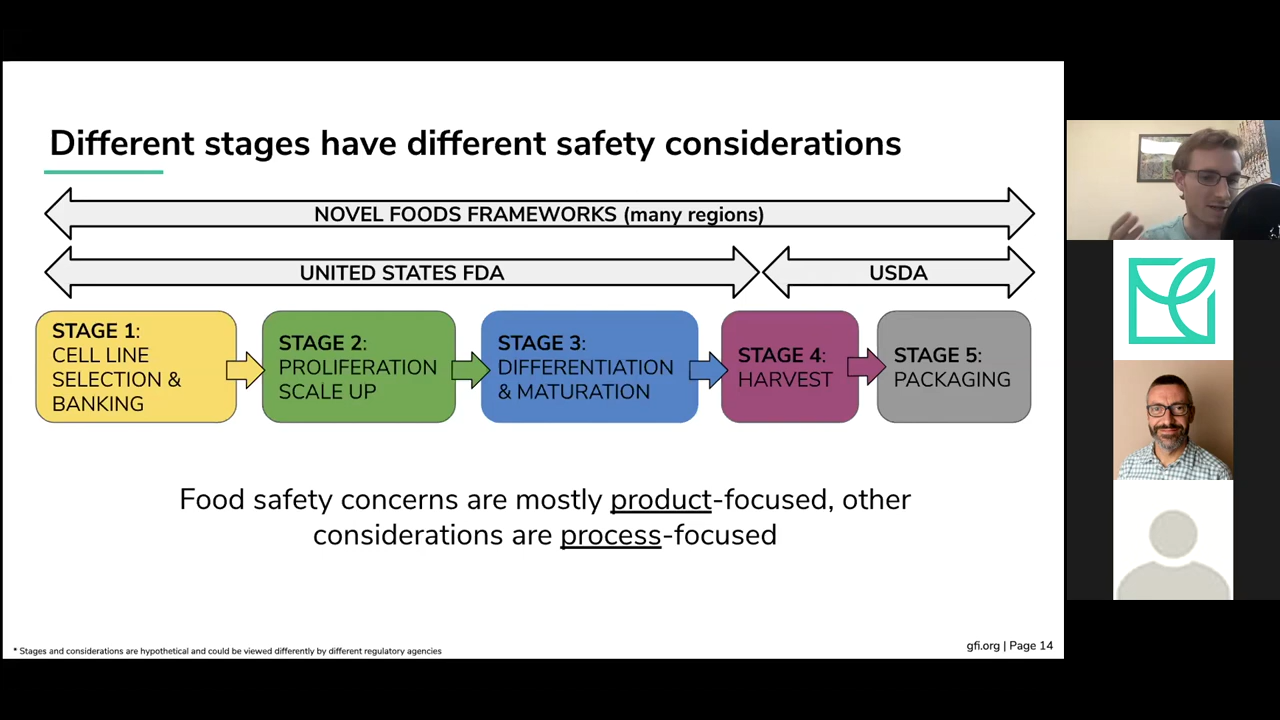 Different stages have different safety considerations
NOVEL FOODS FRAMEWORKS (many regions)
UNITED STATES FDA
USDA
STAGE 1:
CELL LINE
SELECTION &
BANKING
STAGE 2:
PROLIFERATION
SCALE UP
STAGE 3:
DIFFERENTIATION
& MATURATION
STAGE 4:
HARVEST
STAGE 5:
PACKAGING
Food safety concerns are mostly product-focused, other
considerations are process-focused
* Stages and considerations are hypothetical and could be viewed differently by different regulatory agencies
gfi.org | Page 14